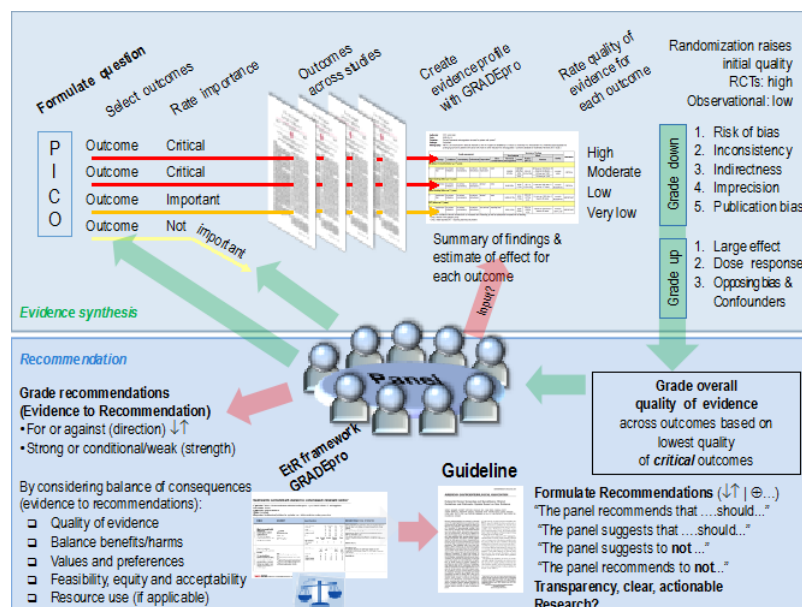 Formulate question
Select outcomes
Rate importance
Outcomes
across studies
Create
evidence profile
with GRADEpro
Rate quality of
evidence for
each outcome
Randomization raises
initial quality
RCTs: high
Observational: low
P
I
C
O
Outcome Critical
Outcome Critical
Outcome Important
Outcome Not
important
High
Moderate
Low
Very low
Summary of findings &
estimate of effect for
each outcome
Grade down
1. Risk of bias
2. Inconsistency
3. Indirectness
4. Imprecision
5. Publication bias
Grade up
1. Large effect
2. Dose response
3. Opposing bias &
Confounders
Evidence synthesis
Input?
Recommendation
Panel
Grade recommendations
(Evidence to Recommendation)
•For or against (direction) ↓↑
•Strong or conditional/weak (strength)
By considering balance of consequences
(evidence to recommendations):
❑ Quality of evidence
❑ Balance benefits/harms
❑ Values and preferences
❑ Feasibility, equity and acceptability
❑ Resource use (if applicable)
EtR framework
GRADEpro
Guideline
Grade overall
quality of evidence
across outcomes based on
lowest quality
of critical outcomes
Formulate Recommendations (↓↑ | ⊕...)
“The panel recommends that ....should...”
“The panel suggests that ....should...”
“The panel suggests to not ...”
“The panel recommends to not...”
Transparency, clear, actionable
Research?